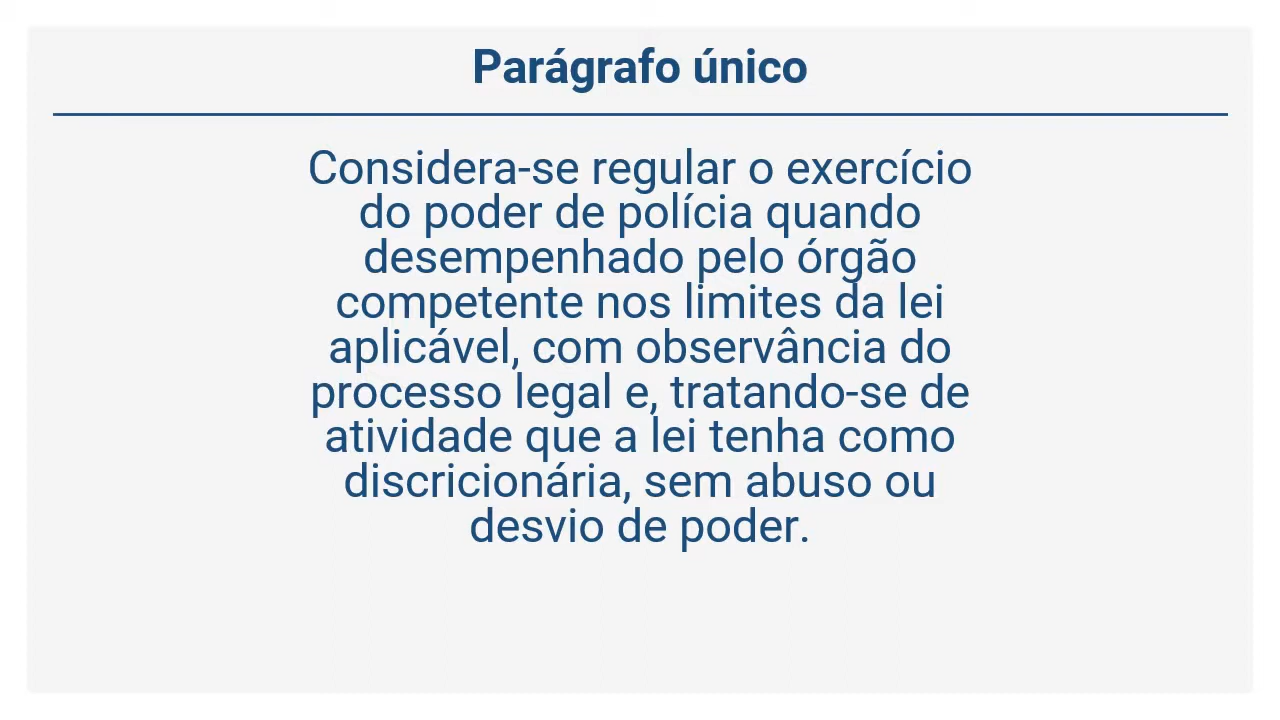 Parágrafo único
Considera-se regular o exercício
do poder de polícia quando
desempenhado pelo órgão
competente nos limites da lei
aplicável, com observância do
processo legal e, tratando-se de
atividade que a lei tenha como
discricionária, sem abuso ou
desvio de poder.